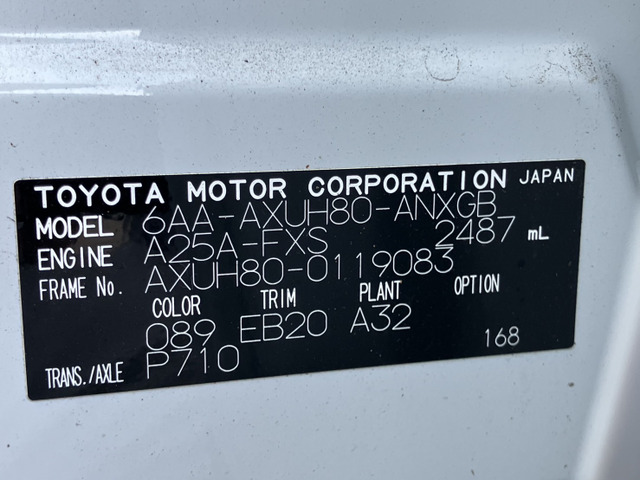 TOYOTA MOTOR CORPORATION JAPAN
MODEL 6AA-AXUH80-ANXGB
ENGINE A25A-FXS 2487 mL
FRAME No. AXUH80-0119083
COLOR TRIM PLANT OPTION
089 EB20 A32
TRANS./AXLE P710 168